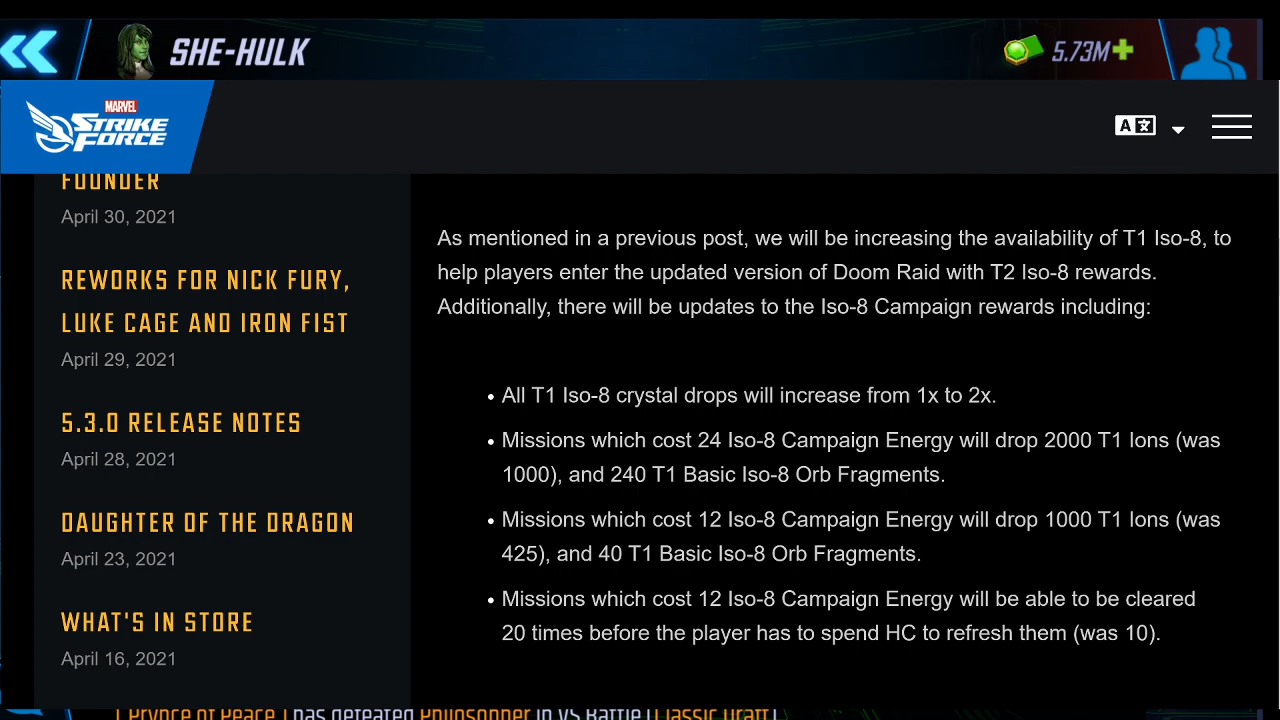 SHE-HULK
5.73M
MARVEL
STRIKE
FORCE
A 文
FOUNDER
April 30, 2021
REWORKS FOR NICK FURY,
LUKE CAGE AND IRON FIST
April 29, 2021
5.3.0 RELEASE NOTES
April 28, 2021
DAUGHTER OF THE DRAGON
April 23, 2021
WHAT'S IN STORE
April 16, 2021
As mentioned in a previous post, we will be increasing the availability of T1 Iso-8, to
help players enter the updated version of Doom Raid with T2 Iso-8 rewards.
Additionally, there will be updates to the Iso-8 Campaign rewards including:
• All T1 Iso-8 crystal drops will increase from 1x to 2x.
• Missions which cost 24 Iso-8 Campaign Energy will drop 2000 T1 Ions (was
1000), and 240 T1 Basic Iso-8 Orb Fragments.
• Missions which cost 12 Iso-8 Campaign Energy will drop 1000 T1 Ions (was
425), and 40 T1 Basic Iso-8 Orb Fragments.
• Missions which cost 12 Iso-8 Campaign Energy will be able to be cleared
20 times before the player has to spend HC to refresh them (was 10).
[ Prynce of Peace ] has defeated Philosopher in VS Battle [Classic Draft].